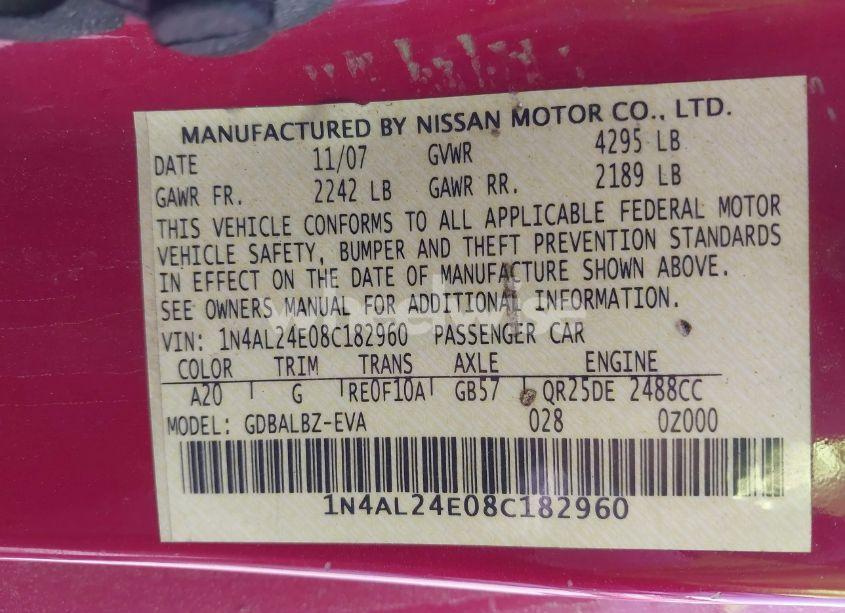 MANUFACTURED BY NISSAN MOTOR CO., LTD.
DATE 11/07 GVWR 4295 LB
GAWR FR. 2242 LB GAWR RR. 2189 LB
THIS VEHICLE CONFORMS TO ALL APPLICABLE FEDERAL MOTOR
VEHICLE SAFETY, BUMPER AND THEFT PREVENTION STANDARDS
IN EFFECT ON THE DATE OF MANUFACTURE SHOWN ABOVE.
SEE OWNERS MANUAL FOR ADDITIONAL INFORMATION.
VIN: 1N4AL24E08C182960 PASSENGER CAR
COLOR TRIM TRANS AXLE ENGINE
A20 G RE0F10A GB57 QR25DE 2488CC
MODEL: GDBALBZ-EVA 028 0Z000
1N4AL24E08C182960